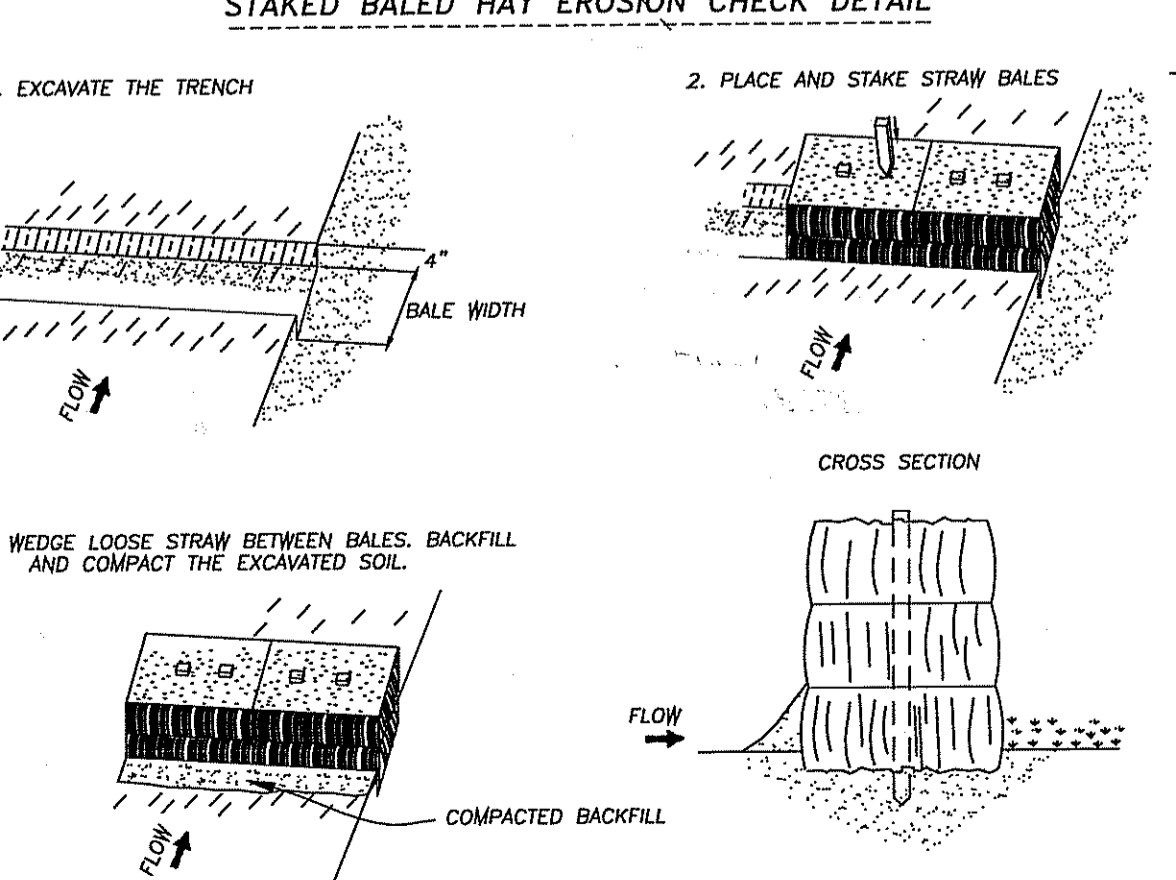 STAKED BALED HAY EROSION CHECK DETAIL
. EXCAVATE THE TRENCH
4"
BALE WIDTH
FLOW
2. PLACE AND STAKE STRAW BALES
FLOW
WEDGE LOOSE STRAW BETWEEN BALES. BACKFILL
AND COMPACT THE EXCAVATED SOIL.
COMPACTED BACKFILL
FLOW
CROSS SECTION
FLOW